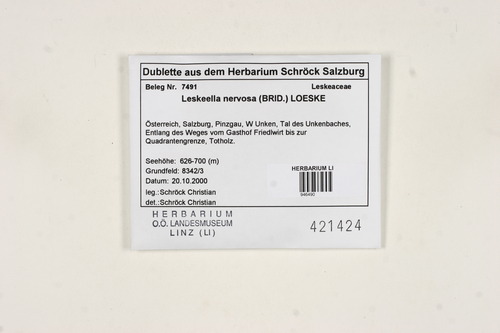 Dublette aus dem Herbarium Schröck Salzburg
Beleg Nr. 7491 Leskeaceae
Leskeella nervosa (BRID.) LOESKE
Österreich, Salzburg, Pinzgau, W Unken, Tal des Unkenbaches,
Entlang des Weges vom Gasthof Friedlwirt bis zur
Quadrantengrenze, Totholz.
Seehöhe: 626-700 (m)
Grundfeld: 8342/3
Datum: 20.10.2000
leg.:Schröck Christian
det.:Schröck Christian
HERBARIUM LI
946490
HERBARIUM
O.Ö. LANDESMUSEUM
LINZ (LI)
421424